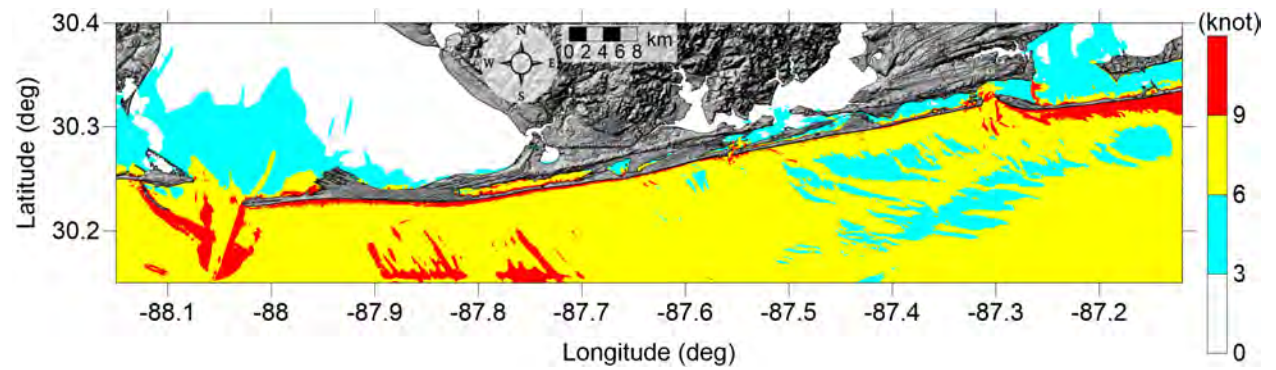 30.4
30.3
30.2
Latitude (deg)
N
W E
S
0 2 4 6 8 km
(knot)
9
6
3
0
-88.1 -88 -87.9 -87.8 -87.7 -87.6 -87.5 -87.4 -87.3 -87.2
Longitude (deg)